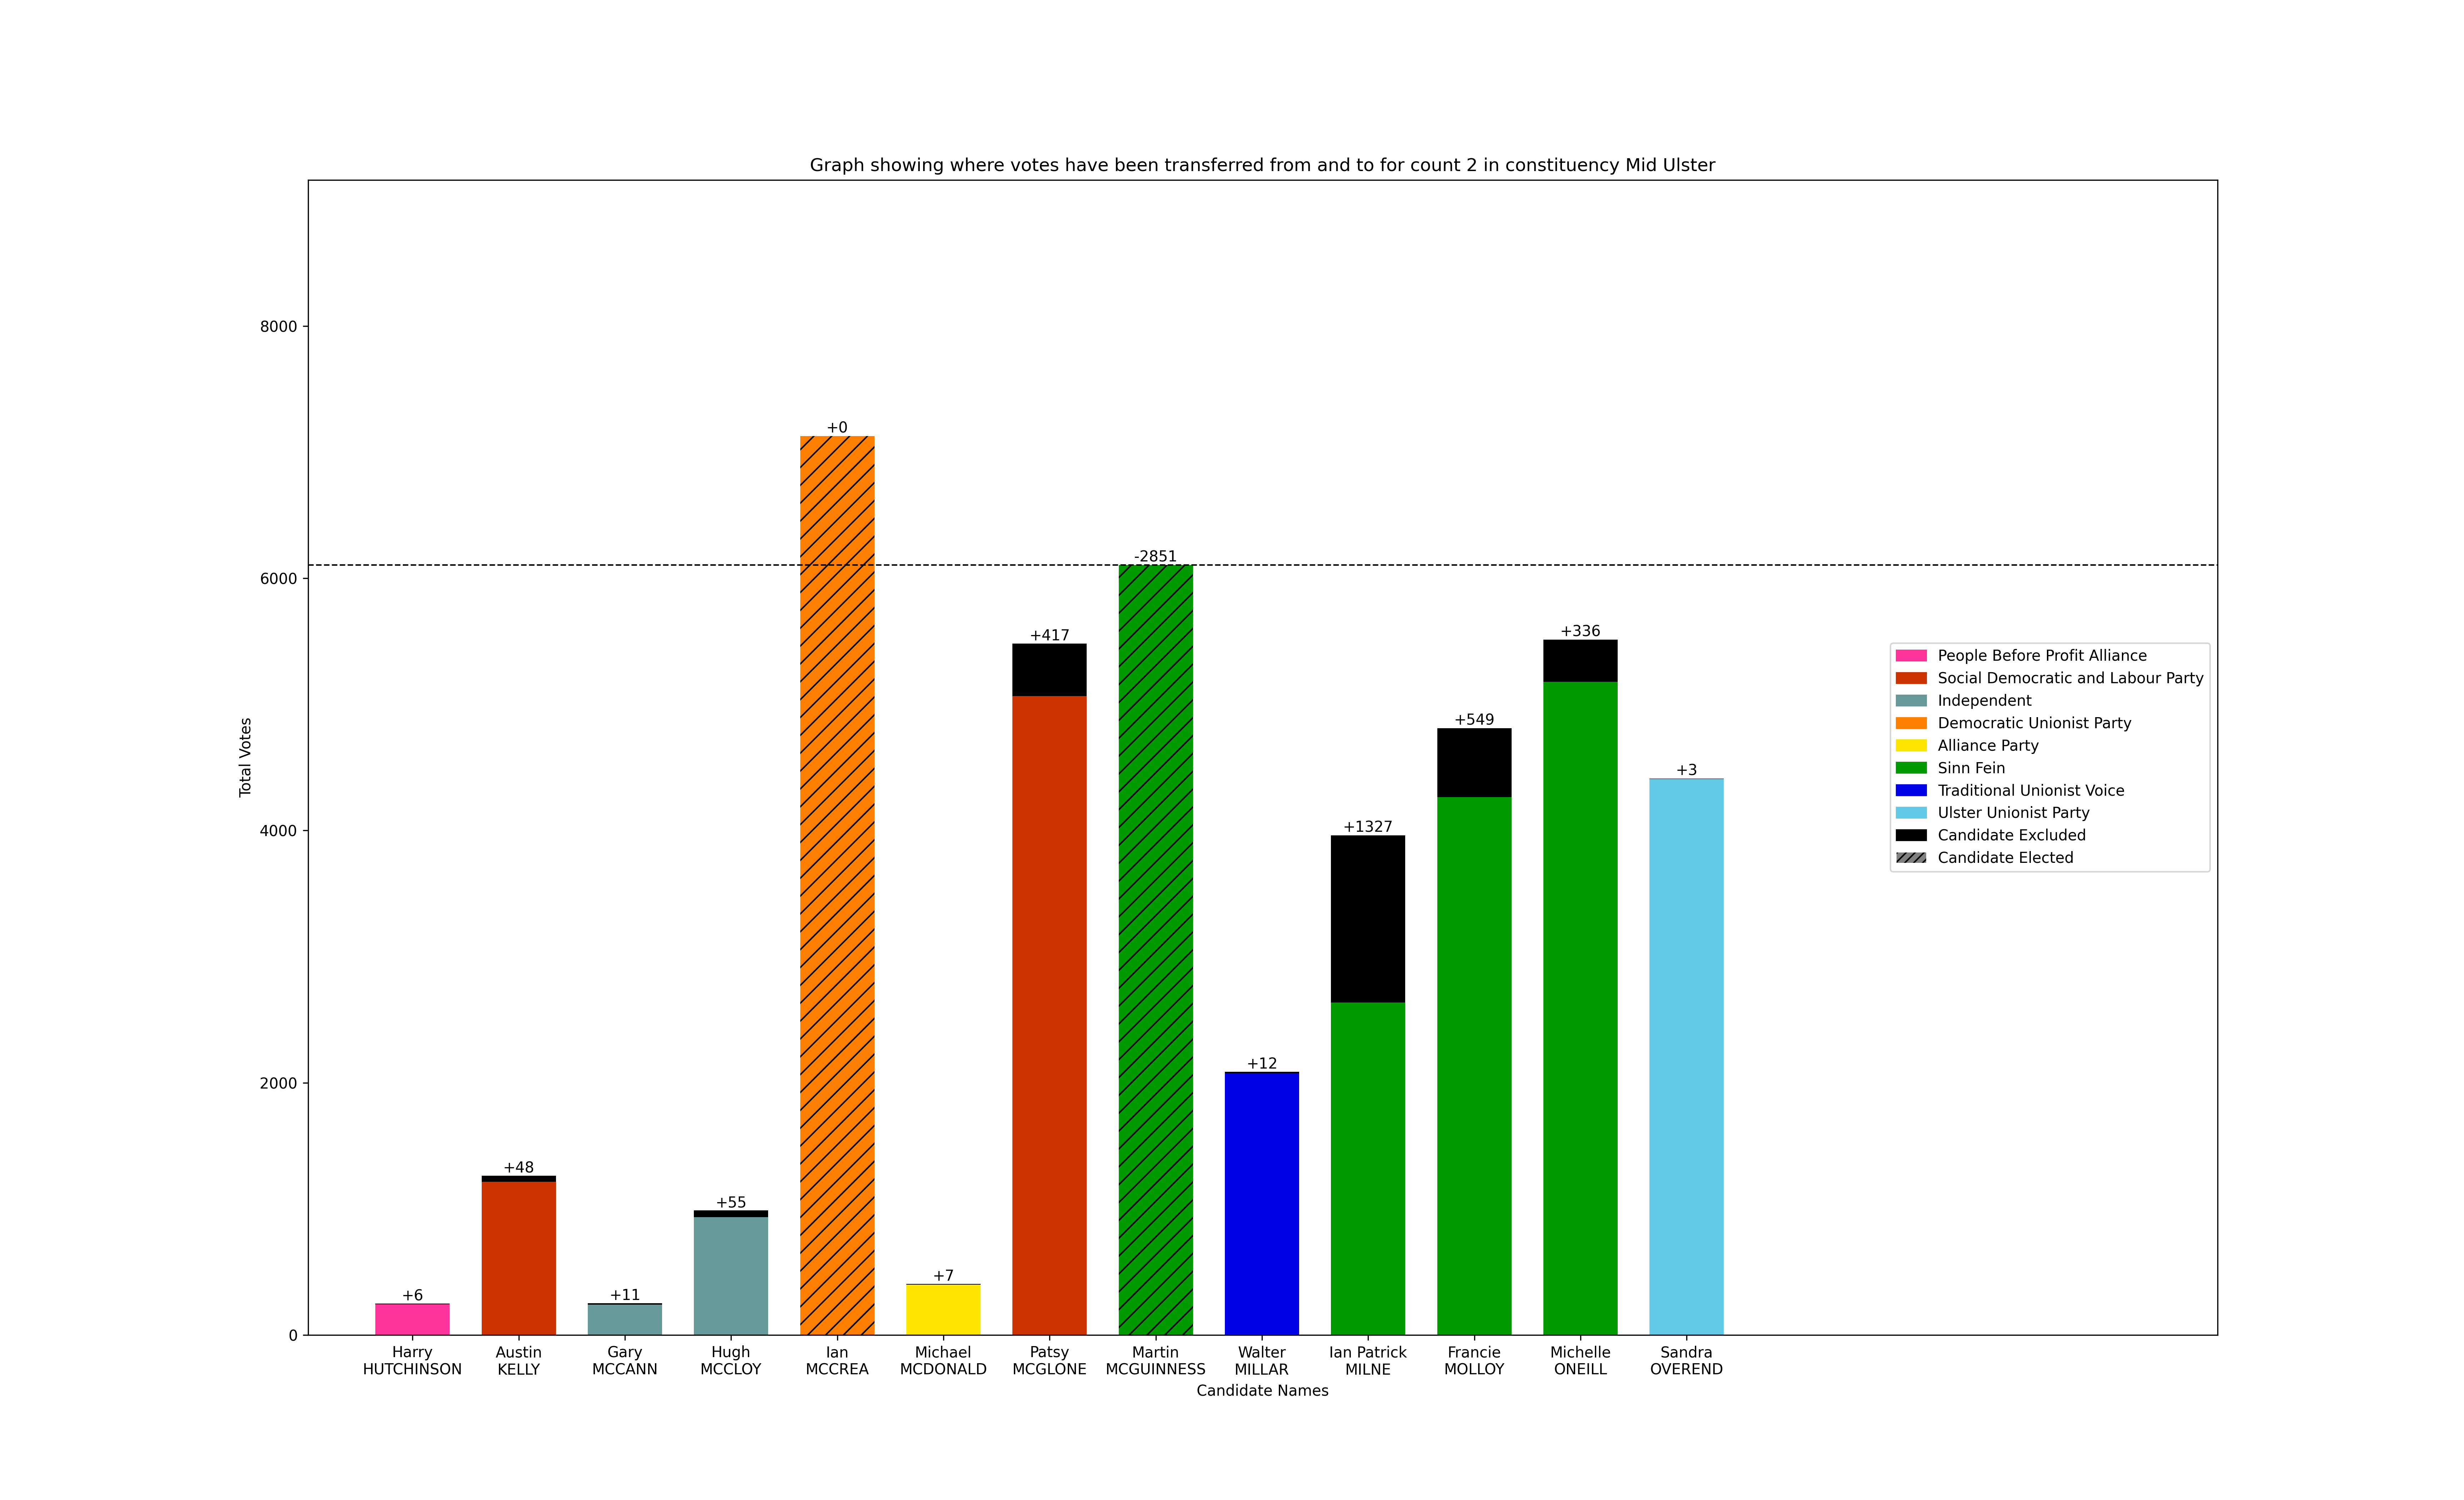 Graph showing where votes have been transferred from and to for count 2 in constituency Mid Ulster
Total Votes
8000
6000
4000
2000
0
+6
+48
+11
+55
+0
+7
+417
-2851
+12
+1327
+549
+336
+3
People Before Profit Alliance
Social Democratic and Labour Party
Independent
Democratic Unionist Party
Alliance Party
Sinn Fein
Traditional Unionist Voice
Ulster Unionist Party
Candidate Excluded
Candidate Elected
Harry
HUTCHINSON
Austin
KELLY
Gary
MCCANN
Hugh
MCCLOY
Ian
MCCREA
Michael
MCDONALD
Patsy
MCGLONE
Martin
MCGUINNESS
Walter
MILLAR
Ian Patrick
MILNE
Francie
MOLLOY
Michelle
ONEILL
Sandra
OVEREND
Candidate Names